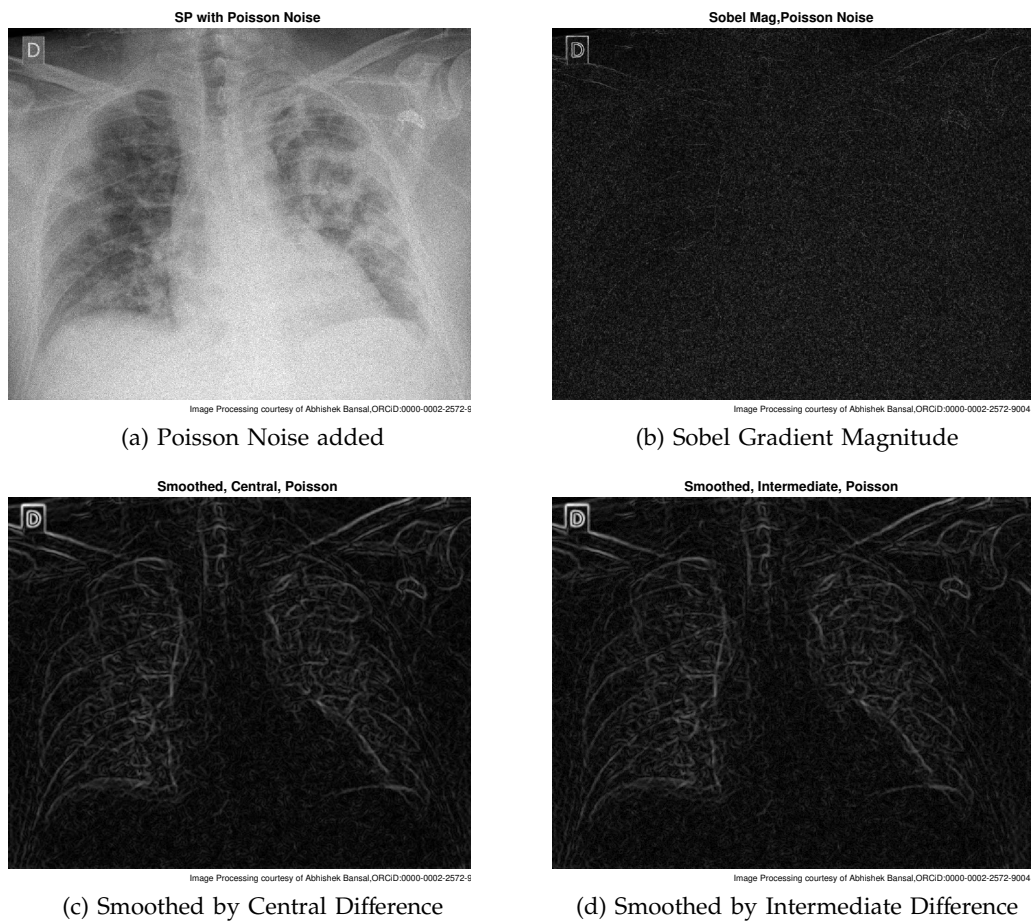 SP with Poisson Noise
D
Image Processing courtesy of Abhishek Bansal,ORCiD:0000-0002-2572-9
(a) Poisson Noise added
Sobel Mag,Poisson Noise
D
Image Processing courtesy of Abhishek Bansal,ORCiD:0000-0002-2572-9004
(b) Sobel Gradient Magnitude
Smoothed, Central, Poisson
D
Image Processing courtesy of Abhishek Bansal,ORCiD:0000-0002-2572-9
(c) Smoothed by Central Difference
Smoothed, Intermediate, Poisson
D
Image Processing courtesy of Abhishek Bansal,ORCiD:0000-0002-2572-9004
(d) Smoothed by Intermediate Difference